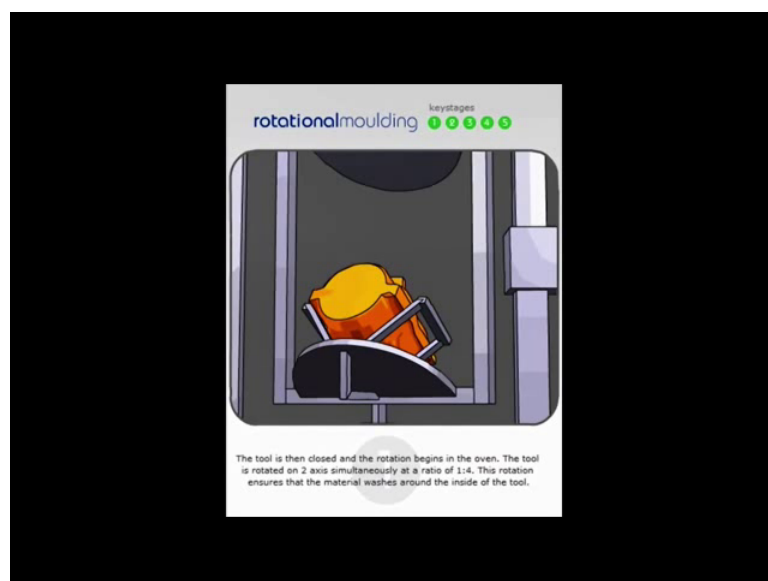 keystages
rotationalmoulding 1 2 3 4 5
The tool is then closed and the rotation begins in the oven. The tool
is rotated on 2 axis simultaneously at a ratio of 1:4. This rotation
ensures that the material washes around the inside of the tool.